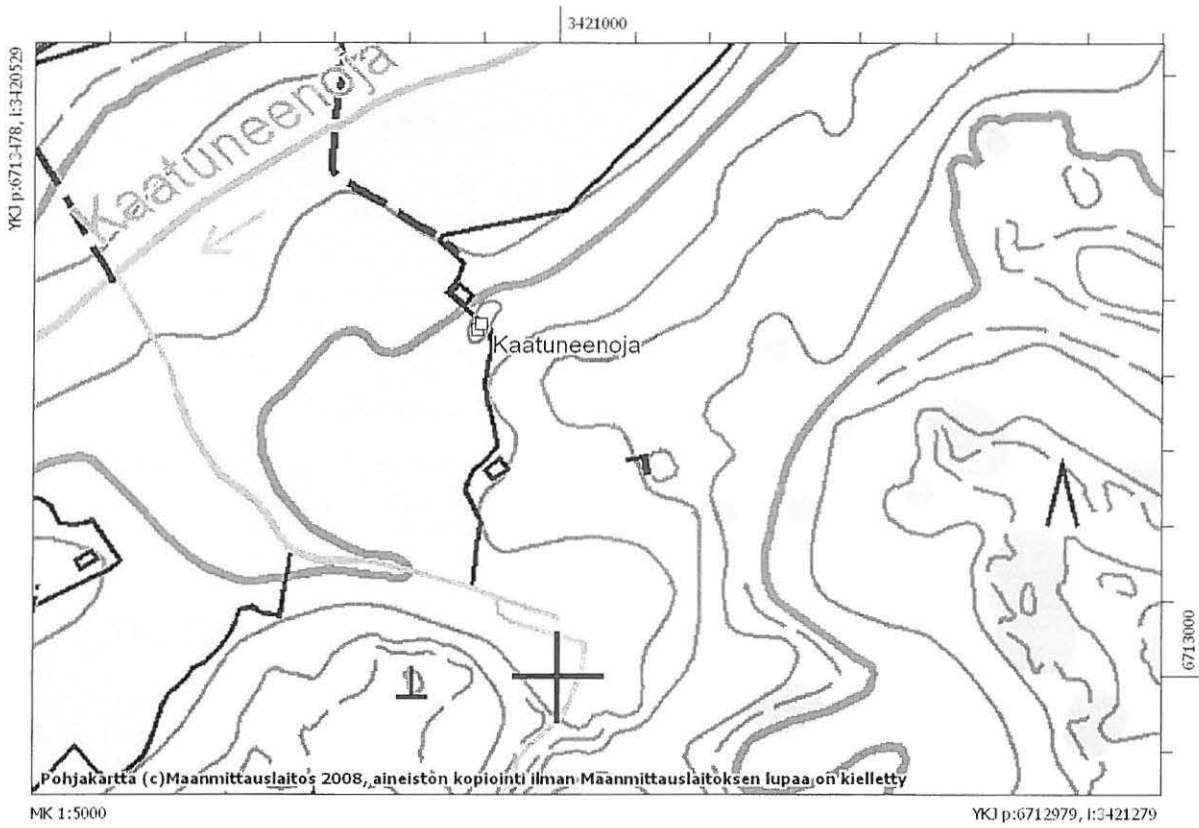 3421000
YKJ p:6713478, l:3420529
Kaatuneenoja
Kaatuneenoja
6713000
Pohjakartta (c)Maanmittauslaitos 2008, aineiston kopiointi ilman Maanmittauslaitoksen lupaa on kielletty
MK 1:5000
YKJ p:6712979, l:3421279